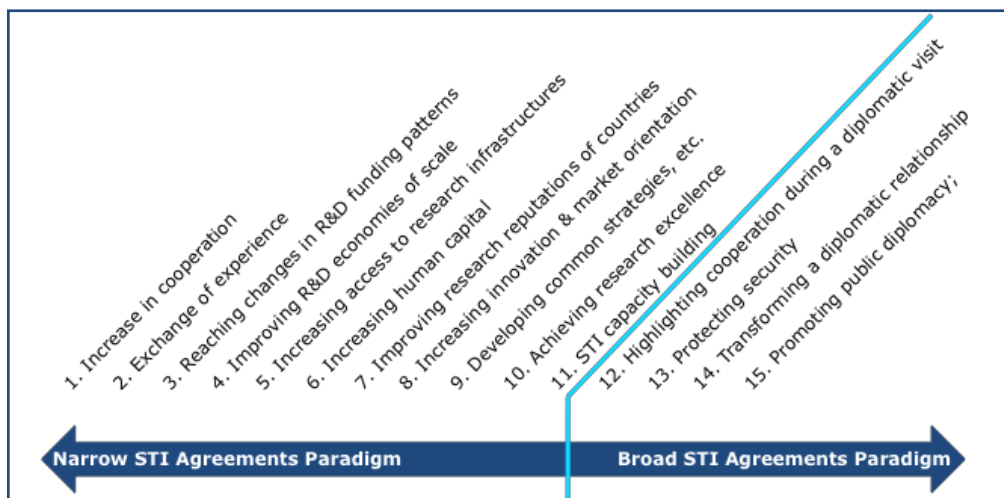 1. Increase in cooperation
2. Exchange of experience
3. Reaching changes in R&D funding patterns
4. Improving R&D economies of scale
5. Increasing access to research infrastructures
6. Increasing human capital
7. Improving research reputations of countries
8. Increasing innovation & market orientation
9. Developing common strategies, etc.
10. Achieving research excellence
11. STI capacity building
12. Highlighting cooperation during a diplomatic visit
13. Protecting security
14. Transforming a diplomatic relationship
15. Promoting public diplomacy;
Narrow STI Agreements Paradigm
Broad STI Agreements Paradigm